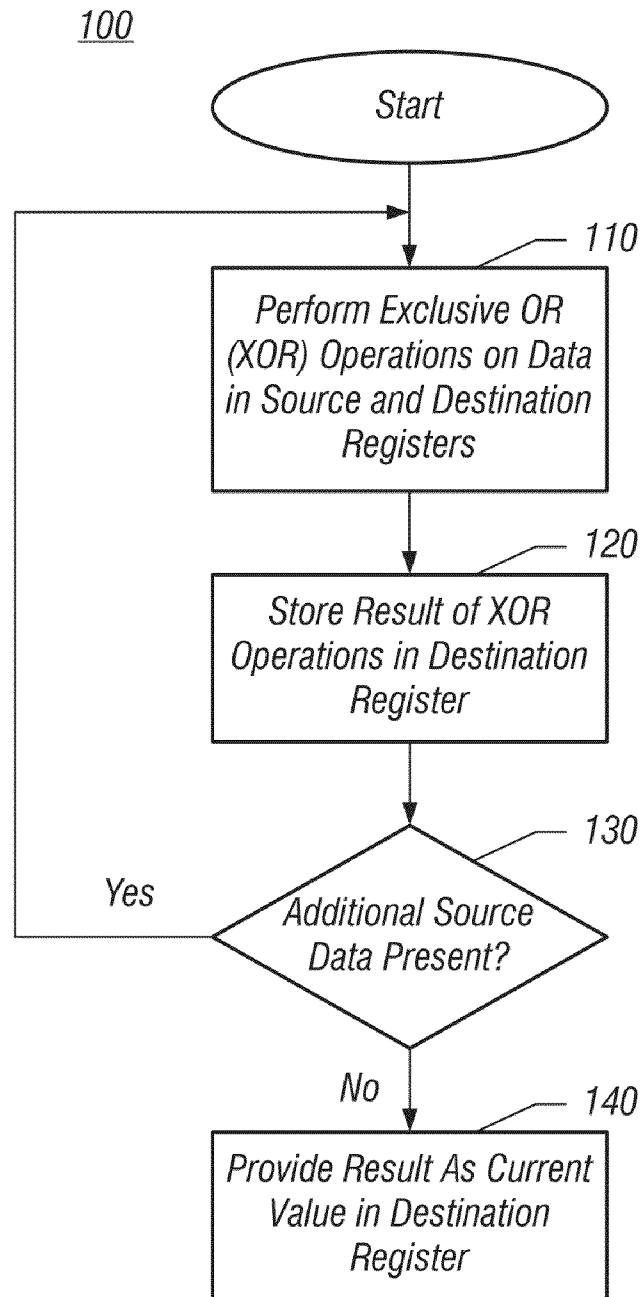 100
Start
110
Perform Exclusive OR
(XOR) Operations on Data
in Source and Destination
Registers
120
Store Result of XOR
Operations in Destination
Register
130
Yes
Additional Source
Data Present?
No
140
Provide Result As Current
Value in Destination
Register